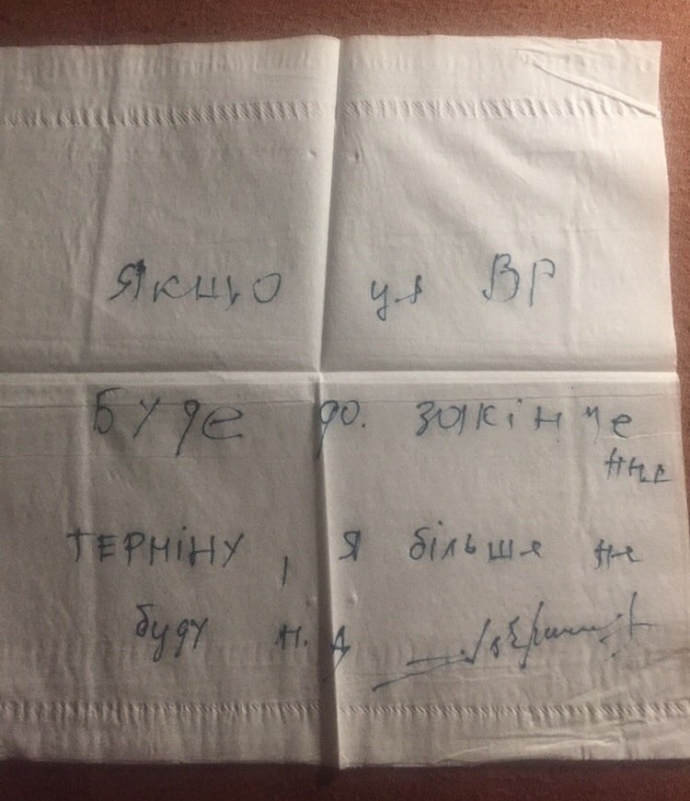 Якщо ця ВР
буде до. закінче
ння
терміну, я більше не
буду н.д